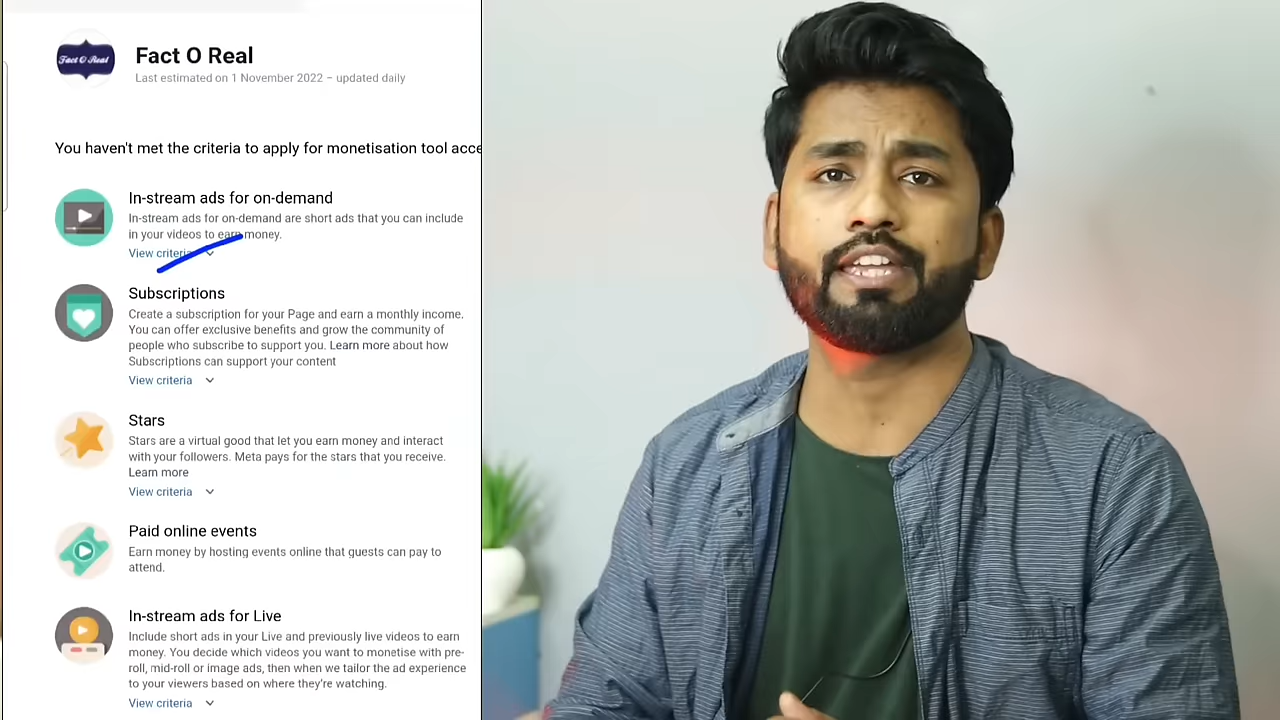 Fact O Real
Fact O Real
Last estimated on 1 November 2022 – updated daily
You haven't met the criteria to apply for monetisation tool acce
In-stream ads for on-demand
In-stream ads for on-demand are short ads that you can include
in your videos to earn money.
View criteria
Subscriptions
Create a subscription for your Page and earn a monthly income.
You can offer exclusive benefits and grow the community of
people who subscribe to support you. Learn more about how
Subscriptions can support your content
View criteria
Stars
Stars are a virtual good that let you earn money and interact
with your followers. Meta pays for the stars that you receive.
Learn more
View criteria
Paid online events
Earn money by hosting events online that guests can pay to
attend.
In-stream ads for Live
Include short ads in your Live and previously live videos to earn
money. You decide which videos you want to monetise with pre-
roll, mid-roll or image ads, then when we tailor the ad experience
to your viewers based on where they're watching.
View criteria